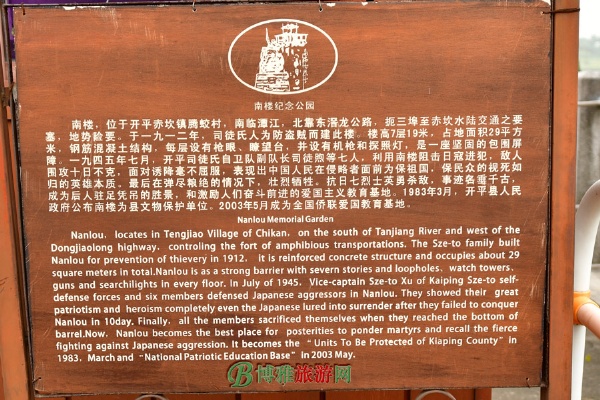 南楼纪念公园
南楼，位于开平赤坎镇腾蛟村，南临潭江，北靠东滘龙公路，扼三埠至赤坎水陆交通之要
塞，地势险要。于一九一二年，司徒氏人为防盗贼而建此楼。楼高7层19米，占地面积29平方
米，钢筋混凝土结构，每层设有枪眼、瞭望台，并设有机枪和探照灯，是一座坚固的包围屏
障。一九四五年七月，开平司徒氏自卫队副队长司徒煦等七人，利用南楼阻击日寇进犯，敌人
围攻十日不克，面对诱降毫不屈服，表现出中国人民在侵略者面前为保祖国，保民众的视死如
归的英雄本质。最后在弹尽粮绝的情况下，壮烈牺牲。抗日七烈士英勇杀敌，事迹名垂千古，
成为后人驻足凭吊的胜景，和激励人们奋斗前进的爱国主义教育基地。1983年3月，开平县人民
政府公布南楼为县文物保护单位。2003年5月成为全国侨联爱国教育基地。
Nanlou Memorial Garden
Nanlou, locates in Tengjiao Village of Chikan, on the south of Tanjiang River and west of the
Dongjiaolong highway, controling the fort of amphibious transportations. The Sze-to family built
Nanlou for prevention of thievery in 1912, it is reinforced concrete structure and occupies about 29
square meters in total.Nanlou is as a strong barrier with severn stories and loopholes, watch towers,
guns and searchlights in every floor. In July of 1945, Vice-captain Sze-to Xu of Kaiping Sze-to self-
defense forces and six members defensed Japanese aggressors in Nanlou. They showed their great
patriotism and heroism completely even the Japanese lured into surrender after they failed to conquer
Nanlou in 10day. Finally, all the members sacrificed themselves when they reached the bottom of
barrel.Now, Nanlou becomes the best place for posterities to ponder martyrs and recall the fierce
fighting against Japanese aggression. It becomes the "Units To Be Protected of Kiaping County" in
1983, March and "National Patriotic Education Base" in 2003 May.
博雅旅游网